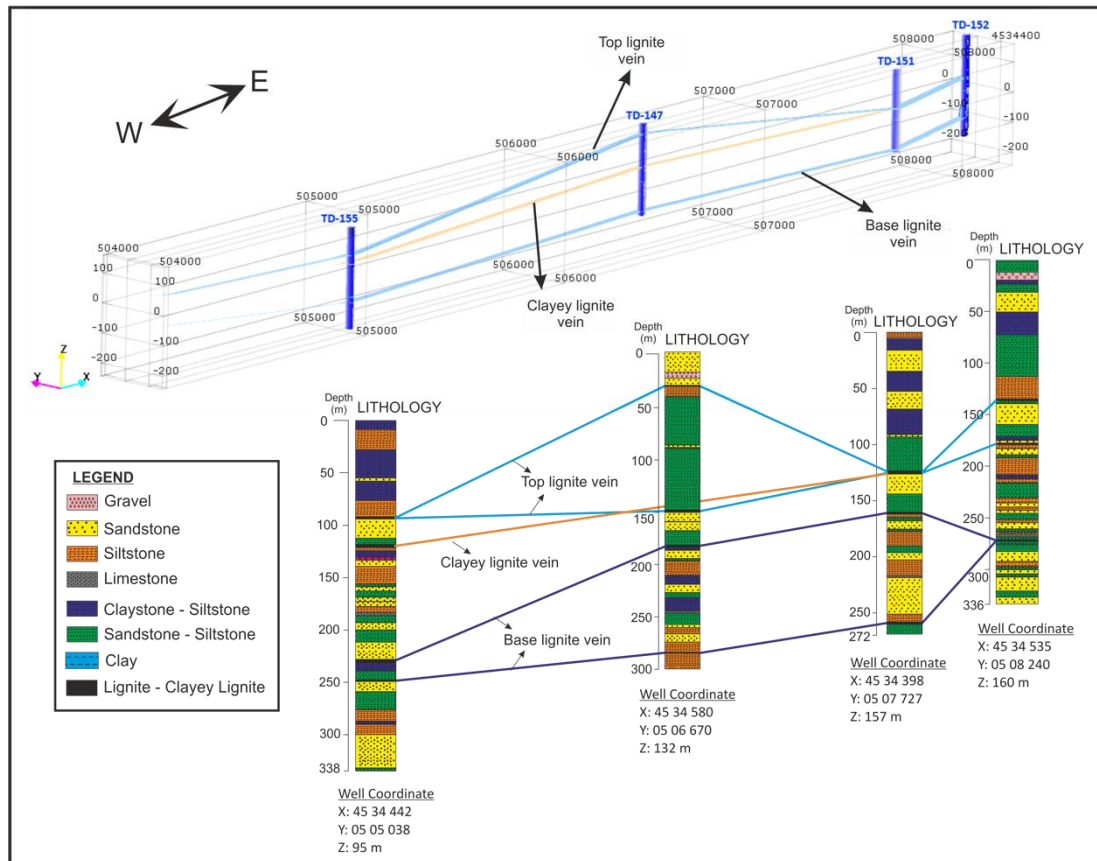 W
E
Top lignite
vein
TD-152
TD-151
TD-147
TD-155
508000
4534400
508000
0
0
-100
-100
-200
-200
508000
508000
507000
507000
507000
507000
506000
506000
506000
506000
505000
505000
505000
505000
504000
504000
100
100
0
0
-100
-100
-200
-200
Z
Y
X
Clayey lignite
vein
Base lignite
vein
LEGEND
Gravel
Sandstone
Siltstone
Limestone
Claystone - Siltstone
Sandstone - Siltstone
Clay
Lignite - Clayey Lignite
Depth
(m)
LITHOLOGY
0
50
100
150
200
250
300
338
Well Coordinate
X: 45 34 442
Y: 05 05 038
Z: 95 m
Top lignite vein
Clayey lignite vein
Base lignite vein
Depth
(m)
LITHOLOGY
0
50
100
150
200
250
300
Well Coordinate
X: 45 34 580
Y: 05 06 670
Z: 132 m
Depth
(m)
LITHOLOGY
0
50
100
150
200
250
272
Well Coordinate
X: 45 34 398
Y: 05 07 727
Z: 157 m
Depth
(m)
LITHOLOGY
0
50
100
150
200
250
300
336
Well Coordinate
X: 45 34 535
Y: 05 08 240
Z: 160 m